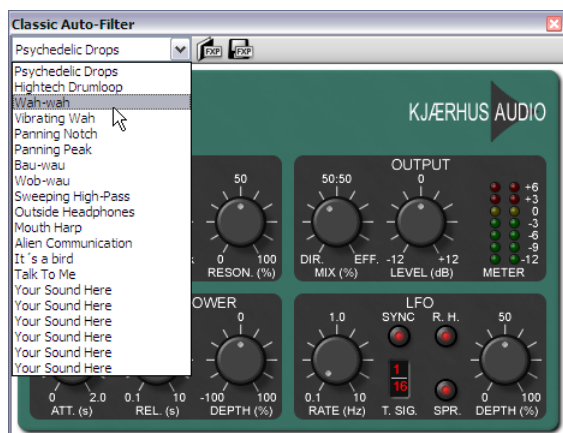 Classic Auto-Filter
Psychedelic Drops
FXP FXP
Psychedelic Drops
Hightech Drumloop
Wah-wah
Vibrating Wah
Panning Notch
Panning Peak
Bau-wau
Wob-wau
Sweeping High-Pass
Outside Headphones
Mouth Harp
Alien Communication
It´s a bird
Talk To Me
Your Sound Here
Your Sound Here
Your Sound Here
Your Sound Here
Your Sound Here
Your Sound Here
KJÆRHUS AUDIO
50
0 100
RESON. (%)
OUTPUT
50:50
DIR. EFF.
MIX (%)
0
-12 +12
LEVEL (dB)
+6
+3
0
-3
-6
-9
-12
METER
OWER
0 2.0
ATT. (s)
0.1 10
REL. (s)
0
-100 100
DEPTH (%)
LFO
1.0
0.1 10
RATE (Hz)
SYNC
R. H.
1
16
T. SIG.
SPR.
50
0 100
DEPTH (%)